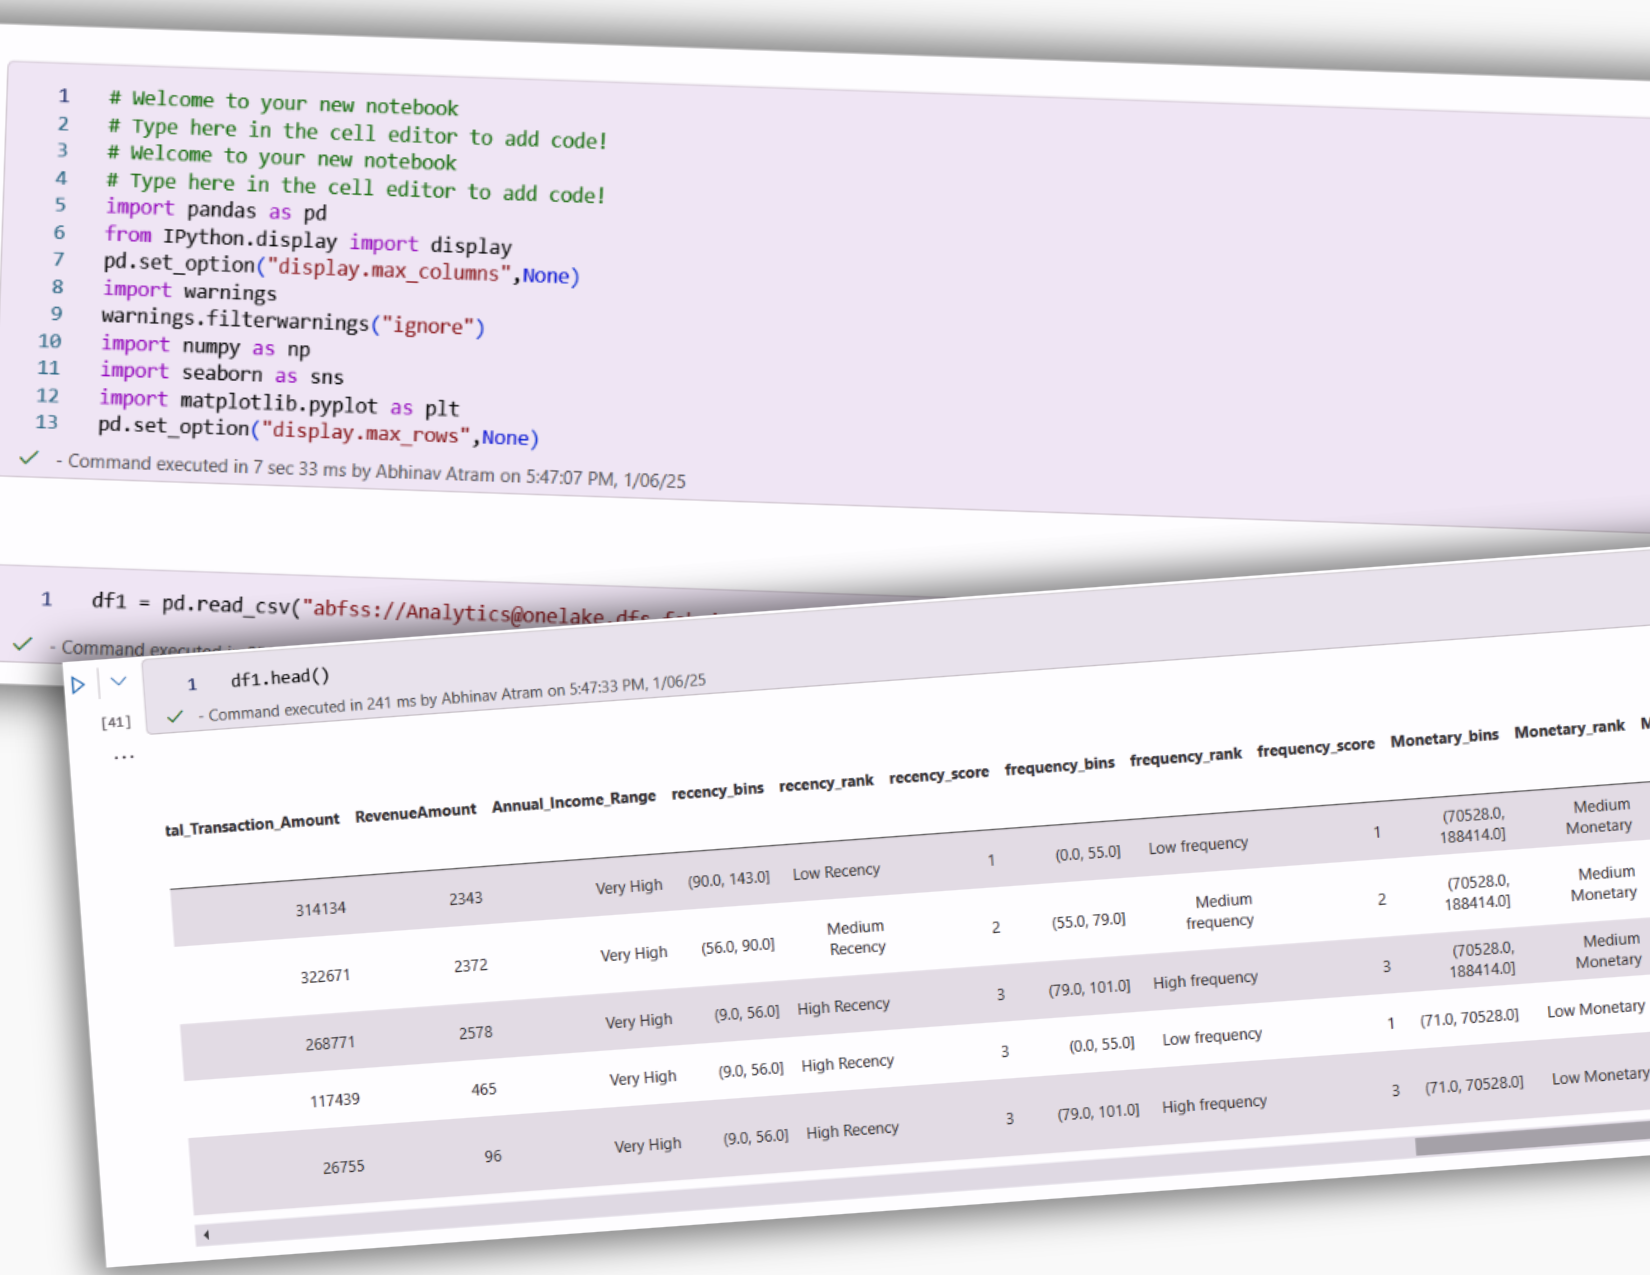 1 # Welcome to your new notebook
2 # Type here in the cell editor to add code!
3 # Welcome to your new notebook
4 # Type here in the cell editor to add code!
5 import pandas as pd
6 from IPython.display import display
7 pd.set_option("display.max_columns",None)
8 import warnings
9 warnings.filterwarnings("ignore")
10 import numpy as np
11 import seaborn as sns
12 import matplotlib.pyplot as plt
13 pd.set_option("display.max_rows",None)
- Command executed in 7 sec 33 ms by Abhinav Atram on 5:47:07 PM, 1/06/25
1 df1 = pd.read_csv("abfss://Analytics@onelake.dfs
- Command executed
1 df1.head()
[41] - Command executed in 241 ms by Abhinav Atram on 5:47:33 PM, 1/06/25
...
tal_Transaction_Amount RevenueAmount Annual_Income_Range recency_bins recency_rank recency_score frequency_bins frequency_rank frequency_score Monetary_bins Monetary_rank M
314134 2343 Very High (90.0, 143.0] Low Recency 1 (0.0, 55.0] Low frequency 1 (70528.0, 188414.0] Medium Monetary
322671 2372 Very High (56.0, 90.0] Medium Recency 2 (55.0, 79.0] Medium frequency 2 (70528.0, 188414.0] Medium Monetary
268771 2578 Very High (9.0, 56.0] High Recency 3 (79.0, 101.0] High frequency 3 (70528.0, 188414.0] Medium Monetary
117439 465 Very High (9.0, 56.0] High Recency 3 (0.0, 55.0] Low frequency 1 (71.0, 70528.0] Low Monetary
26755 96 Very High (9.0, 56.0] High Recency 3 (79.0, 101.0] High frequency 3 (71.0, 70528.0] Low Monetary